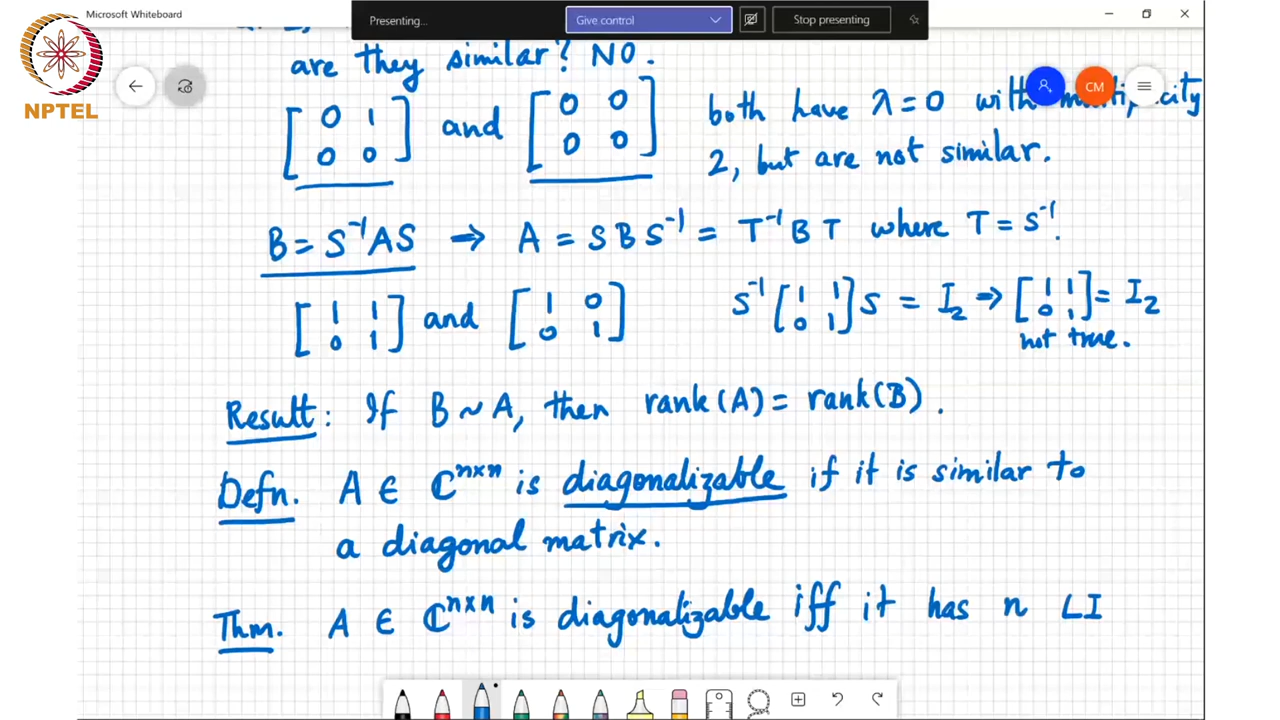 Microsoft Whiteboard
Presenting...
Give control
Stop presenting
NPTEL
CM
are they similar? NO.
[0 1; 0 0] and [0 0; 0 0] both have λ=0 with multiplicity
2, but are not similar.
B = S⁻¹AS → A = SBS⁻¹ = T⁻¹BT where T = S⁻¹.
[1 1; 0 1] and [1 0; 0 1] S⁻¹[1 1; 0 1]S = I₂ ⇒ [1 1; 0 1] = I₂
not true.
Result: If B ~ A, then rank(A) = rank(B).
Defn. A ∈ ℂⁿˣⁿ is diagonalizable if it is similar to
a diagonal matrix.
Thm. A ∈ ℂⁿˣⁿ is diagonalizable iff it has n LI